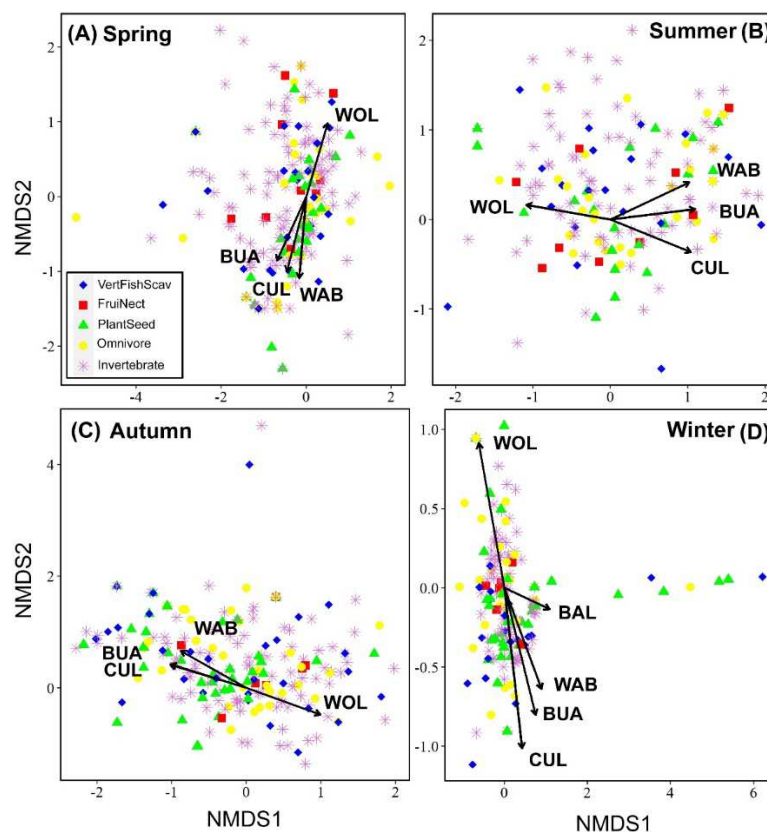 (A) Spring
Summer (B)
2
1
0
-1
-2
NMDS2
WOL
BUA
CUL
WAB
VertFishScav
FruiNect
PlantSeed
Omnivore
Invertebrate
-4
-2
0
2
2
1
0
-1
WOL
WAB
BUA
CUL
-2
-1
0
1
2
(C) Autumn
Winter (D)
4
2
0
NMDS2
WAB
BUA
CUL
WOL
-2
-1
0
1
2
NMDS1
1.0
0.5
0.0
-0.5
-1.0
WOL
BAL
WAB
BUA
CUL
0
2
4
6
NMDS1